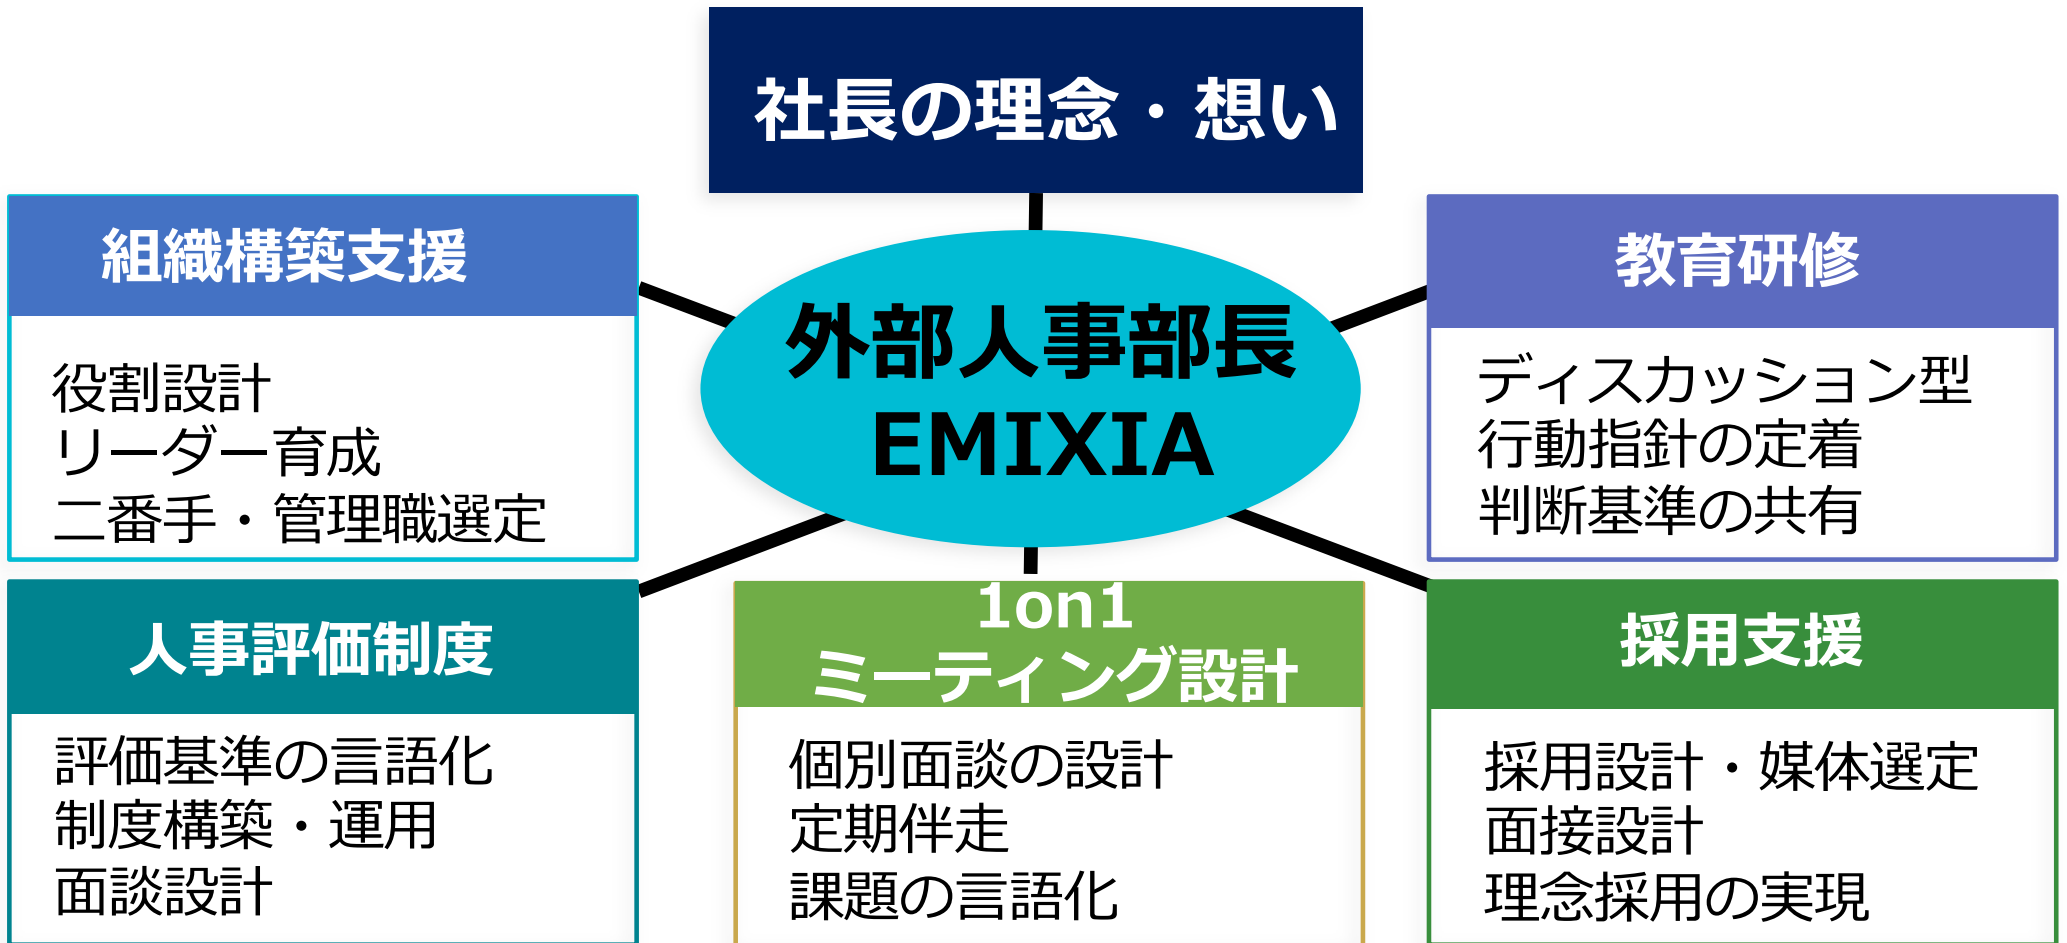 社長の理念・想い
組織構築支援
役割設計
リーダー育成
二番手・管理職選定
外部人事部長
EMIXIA
教育研修
ディスカッション型
行動指針の定着
判断基準の共有
人事評価制度
評価基準の言語化
制度構築・運用
面談設計
1on1
ミーティング設計
個別面談の設計
定期伴走
課題の言語化
採用支援
採用設計・媒体選定
面接設計
理念採用の実現